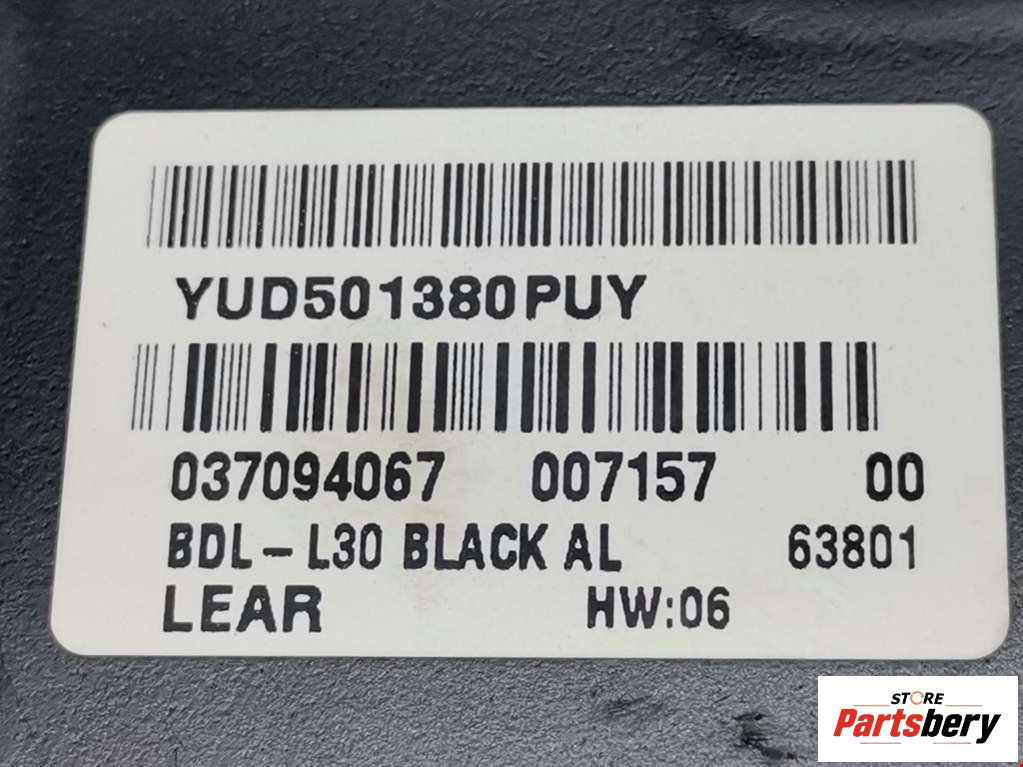 YUD501380PUY
037094067 007157 00
BDL-L30 BLACK AL 63801
LEAR HW:06
STORE
Partsbery